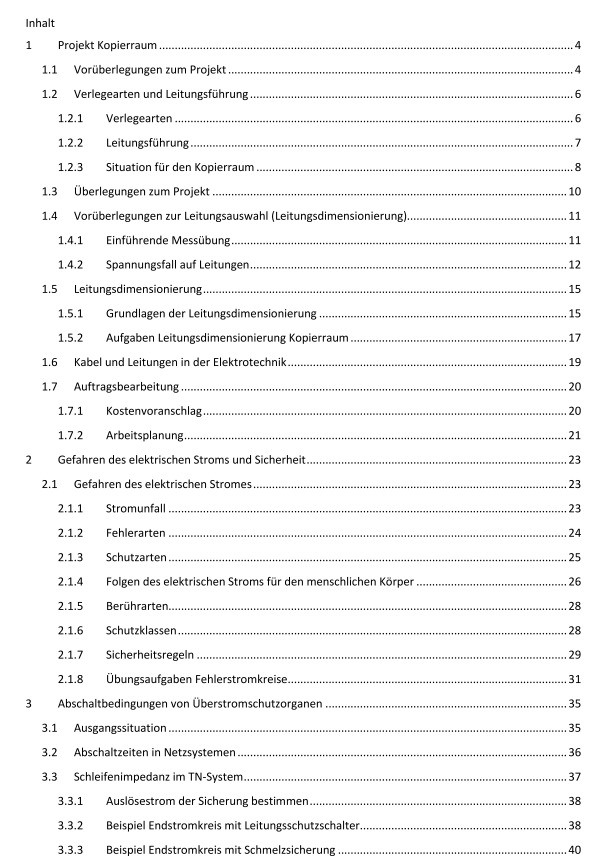 Inhalt
1 Projekt Kopierraum ... 4
1.1 Vorüberlegungen zum Projekt ... 4
1.2 Verlegearten und Leitungsführung ... 6
1.2.1 Verlegearten ... 6
1.2.2 Leitungsführung ... 7
1.2.3 Situation für den Kopierraum ... 8
1.3 Überlegungen zum Projekt ... 10
1.4 Vorüberlegungen zur Leitungsauswahl (Leitungsdimensionierung) ... 11
1.4.1 Einführende Messübung ... 11
1.4.2 Spannungsfall auf Leitungen ... 12
1.5 Leitungsdimensionierung ... 15
1.5.1 Grundlagen der Leitungsdimensionierung ... 15
1.5.2 Aufgaben Leitungsdimensionierung Kopierraum ... 17
1.6 Kabel und Leitungen in der Elektrotechnik ... 19
1.7 Auftragsbearbeitung ... 20
1.7.1 Kostenvoranschlag ... 20
1.7.2 Arbeitsplanung ... 21
2 Gefahren des elektrischen Stroms und Sicherheit ... 23
2.1 Gefahren des elektrischen Stromes ... 23
2.1.1 Stromunfall ... 23
2.1.2 Fehlerarten ... 24
2.1.3 Schutzarten ... 25
2.1.4 Folgen des elektrischen Stroms für den menschlichen Körper ... 26
2.1.5 Berührarten ... 28
2.1.6 Schutzklassen ... 28
2.1.7 Sicherheitsregeln ... 29
2.1.8 Übungsaufgaben Fehlerstromkreise ... 31
3 Abschaltbedingungen von Überstromschutzorganen ... 35
3.1 Ausgangssituation ... 35
3.2 Abschaltzeiten in Netzsystemen ... 36
3.3 Schleifenimpedanz im TN-System ... 37
3.3.1 Auslösestrom der Sicherung bestimmen ... 38
3.3.2 Beispiel Endstromkreis mit Leitungsschutzschalter ... 38
3.3.3 Beispiel Endstromkreis mit Schmelzsicherung ... 40